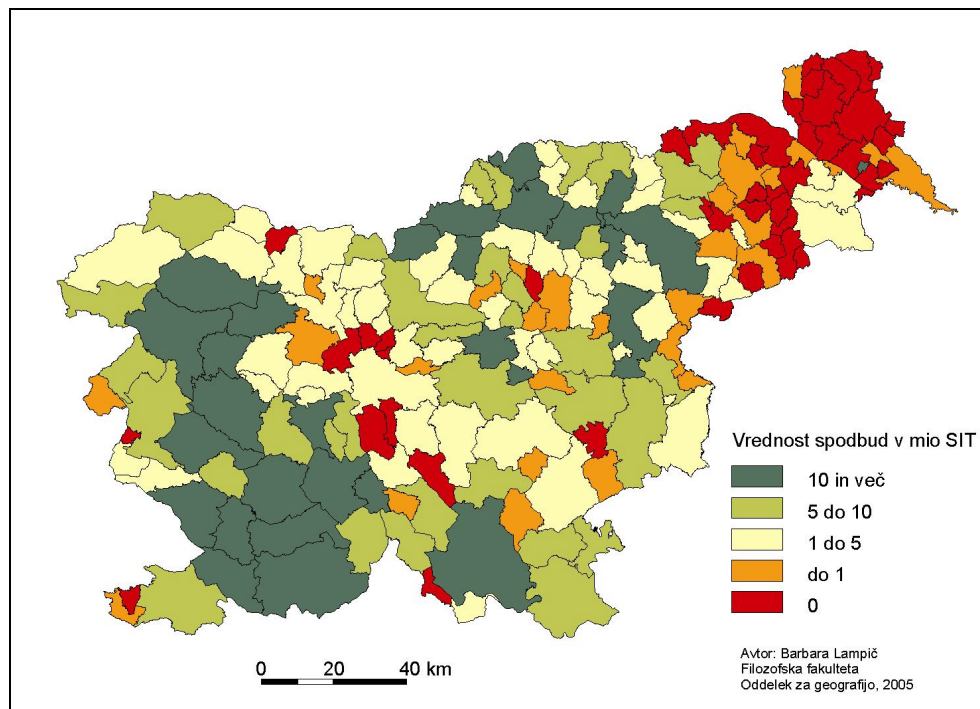 Vrednost spodbud v mio SIT
10 in več
5 do 10
1 do 5
do 1
0
Avtor: Barbara Lampič
Filozofska fakulteta
Oddelek za geografijo, 2005
0 20 40 km